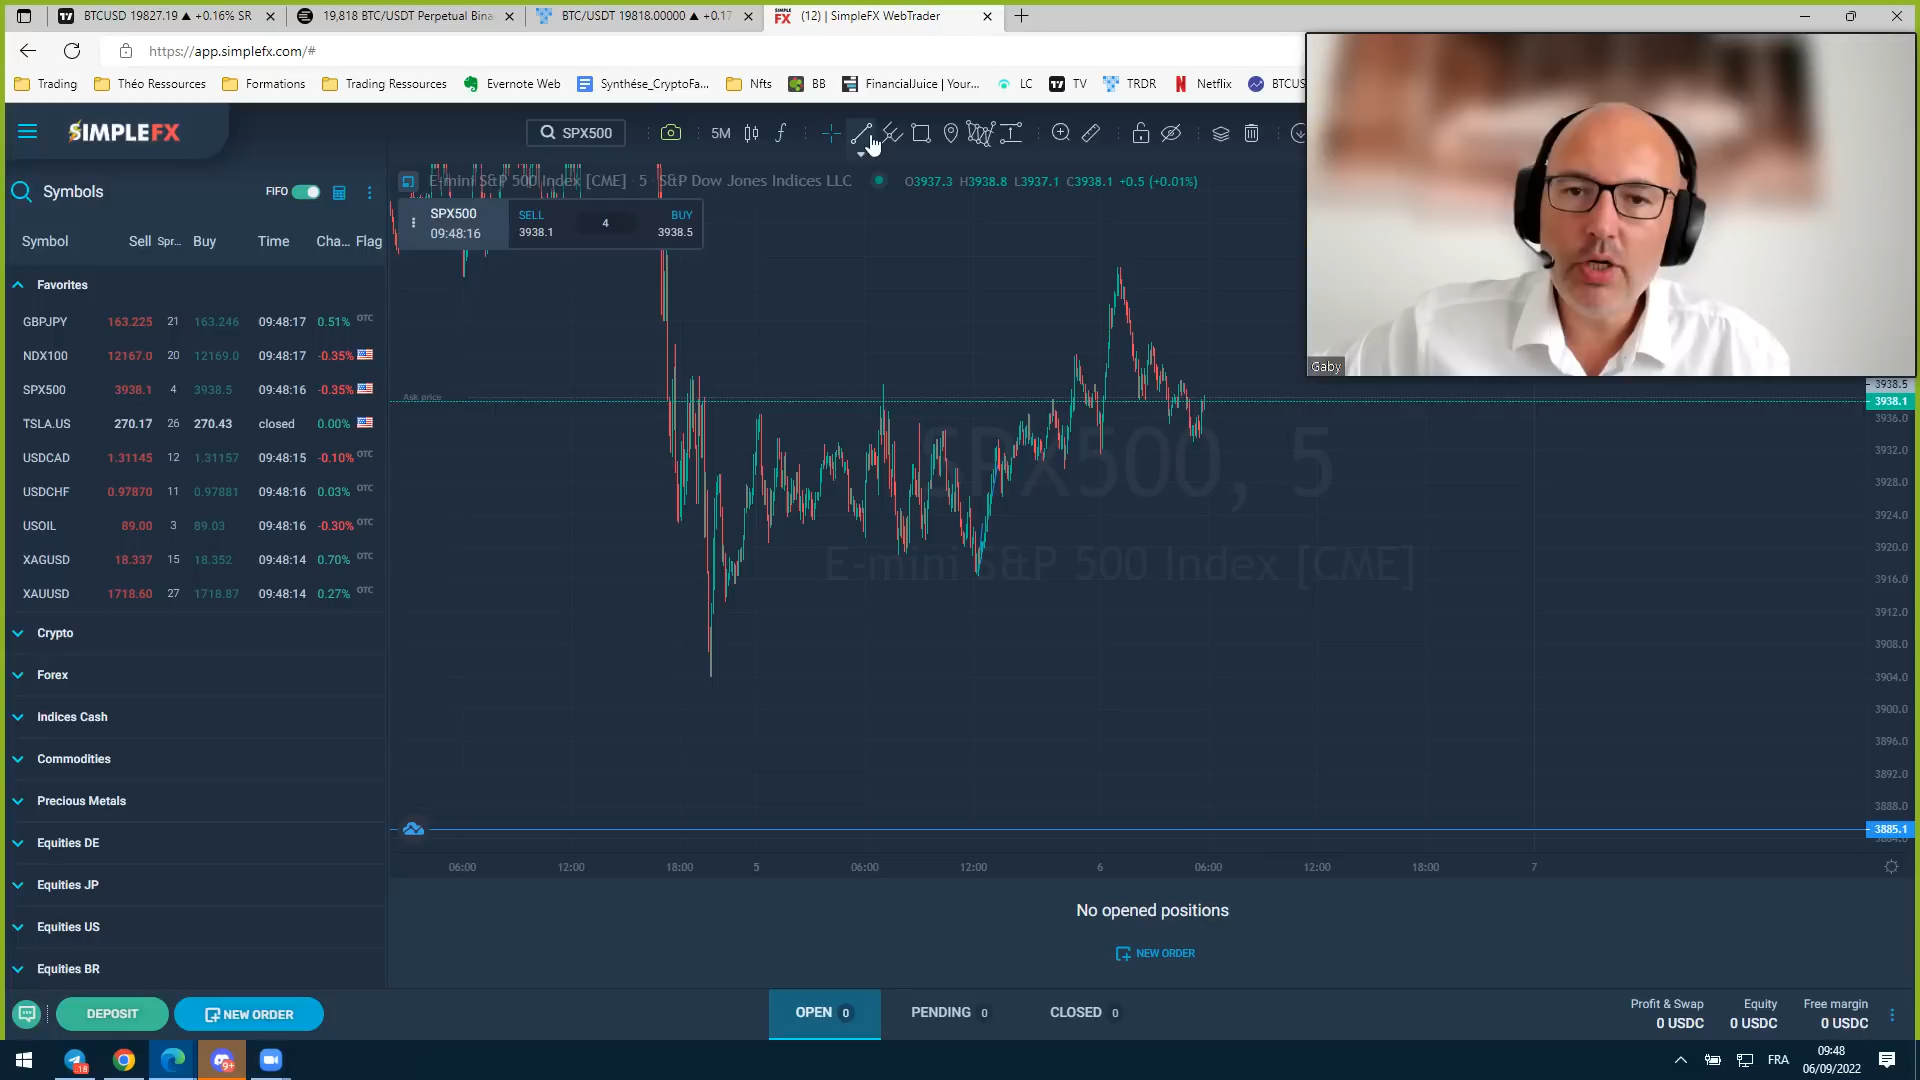 BTCUSD 19827.19 ▲ +0.16% SR
19,818 BTC/USDT Perpetual Bina
BTC/USDT 19818.00000 ▲ +0.17
(12) | SimpleFX WebTrader
https://app.simplefx.com/#
Trading
Théo Ressources
Formations
Trading Ressources
Evernote Web
Synthése_CryptoFa...
Nfts
BB
FinancialJuice | Your...
LC
TV
TRDR
Netflix
BTCUS
SIMPLEFX
SPX500
5M
Symbols
FIFO
E-mini S&P 500 Index [CME] · 5 · S&P Dow Jones Indices LLC
O3937.3 H3938.8 L3937.1 C3938.1 +0.5 (+0.01%)
SPX500
09:48:16
SELL
3938.1
4
BUY
3938.5
Symbol Sell Spr... Buy Time Cha... Flag
Favorites
GBPJPY 163.225 21 163.246 09:48:17 0.51% OTC
NDX100 12167.0 20 12169.0 09:48:17 -0.35%
SPX500 3938.1 4 3938.5 09:48:16 -0.35%
TSLA.US 270.17 26 270.43 closed 0.00%
USDCAD 1.31145 12 1.31157 09:48:15 -0.10% OTC
USDCHF 0.97870 11 0.97881 09:48:16 0.03% OTC
USOIL 89.00 3 89.03 09:48:16 -0.30% OTC
XAGUSD 18.337 15 18.352 09:48:14 0.70% OTC
XAUUSD 1718.60 27 1718.87 09:48:14 0.27% OTC
Crypto
Forex
Indices Cash
Commodities
Precious Metals
Equities DE
Equities JP
Equities US
Equities BR
Gaby
Ask price
SPX500, 5
E-mini S&P 500 Index [CME]
3938.5
3938.1
3936.0
3932.0
3928.0
3924.0
3920.0
3916.0
3912.0
3908.0
3904.0
3900.0
3896.0
3892.0
3888.0
3885.1
06:00 12:00 18:00 5 06:00 12:00 6 06:00 12:00 18:00 7
No opened positions
NEW ORDER
DEPOSIT
NEW ORDER
OPEN 0
PENDING 0
CLOSED 0
Profit & Swap
0 USDC
Equity
0 USDC
Free margin
0 USDC
18
9+
FRA
09:48
06/09/2022